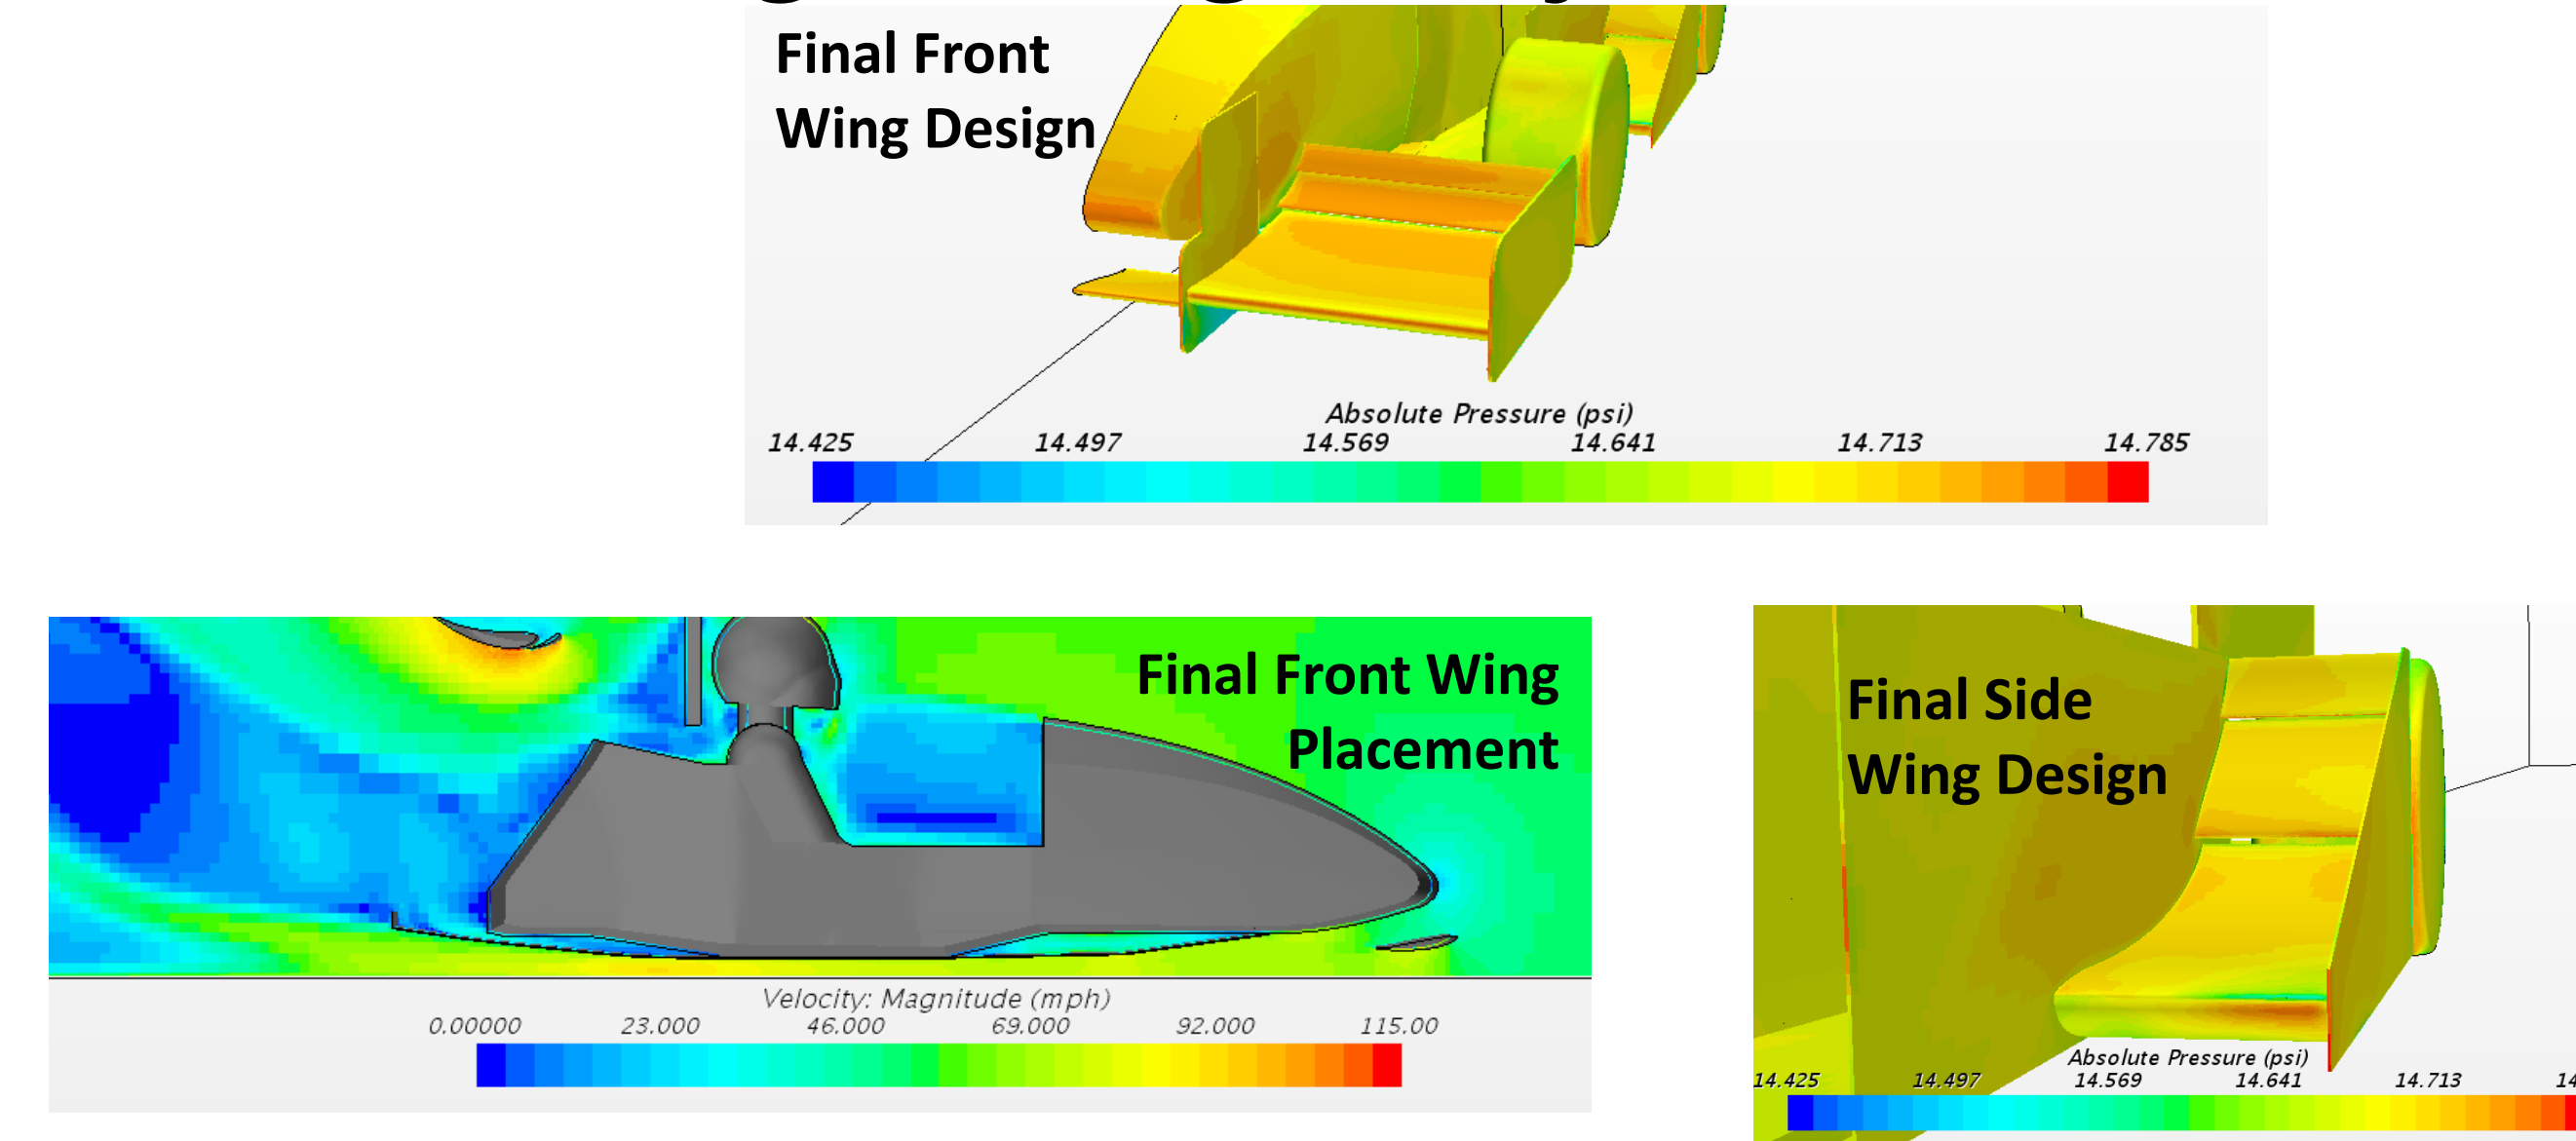 Final Front
Wing Design
Absolute Pressure (psi)
14.425 14.497 14.569 14.641 14.713 14.785
Final Front Wing
Placement
Velocity: Magnitude (mph)
0.00000 23.000 46.000 69.000 92.000 115.00
Final Side
Wing Design
Absolute Pressure (psi)
14.425 14.497 14.569 14.641 14.713